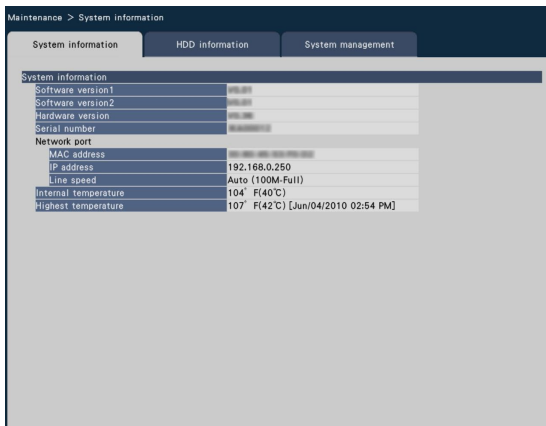 Maintenance > System information
System information HDD information System management
System information
Software version1
Software version2
Hardware version
Serial number
Network port
MAC address
IP address 192.168.0.250
Line speed Auto (100M-Full)
Internal temperature 104° F(40℃)
Highest temperature 107° F(42℃) [Jun/04/2010 02:54 PM]